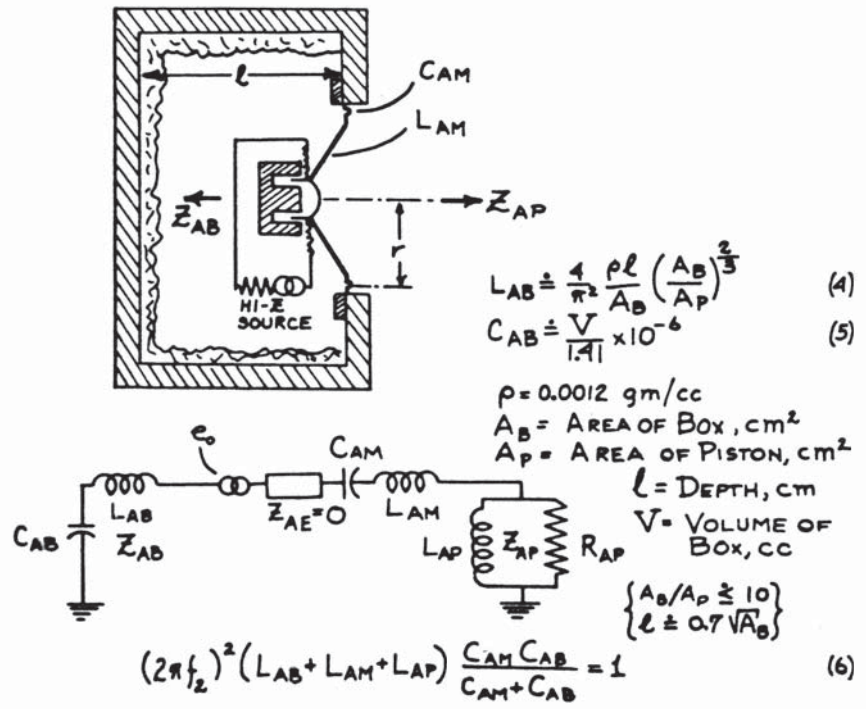 l
CAM
LAM
ZAB
ZAP
r
HI-Z
SOURCE
LAB ≐ 4/π² ρl/AB (AB/AP)^2/3 (4)
CAB ≐ V/1.41 ×10⁻⁶ (5)
ρ = 0.0012 gm/cc
AB = AREA OF BOX, cm²
AP = AREA OF PISTON, cm²
l = DEPTH, cm
V = VOLUME OF
BOX, cc
{AB/AP ≦ 10
l ≐ 0.7 √AB}
e₀
CAM
LAB
ZAE=0
LAM
CAB
ZAB
LAP
ZAP
RAP
(2πf₂)² (LAB + LAM + LAP) CAM CAB/CAM + CAB = 1 (6)